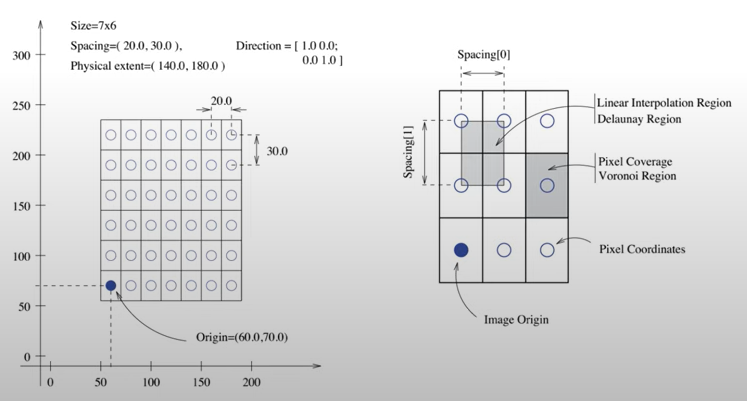 Size=7x6
Spacing=( 20.0, 30.0 ),
Physical extent=( 140.0, 180.0 )
Direction = [ 1.0 0.0;
0.0 1.0 ]
300
250
200
150
100
50
0
0 50 100 150 200
20.0
30.0
Origin=(60.0,70.0)
Spacing[0]
Spacing[1]
Linear Interpolation Region
Delaunay Region
Pixel Coverage
Voronoi Region
Pixel Coordinates
Image Origin